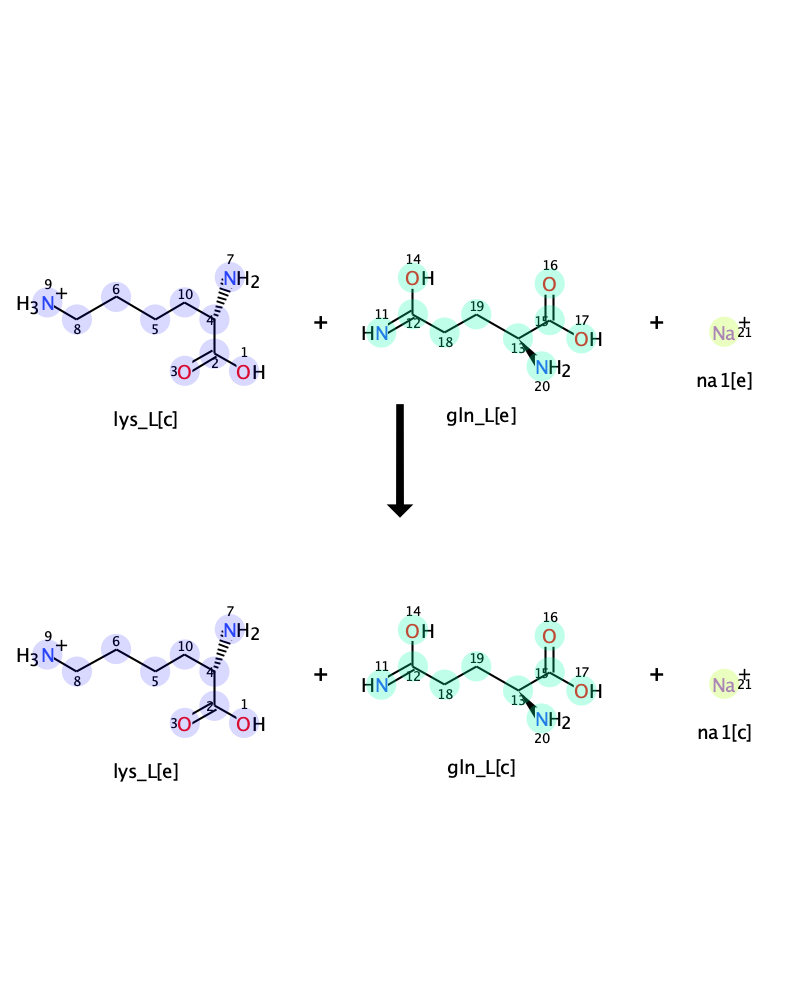 7
NH2
9
H3N+
6
10
8
5
4
3O
2
1
OH
lys_L[c]
+
14
OH
16
O
11
HN
12
19
15
17
OH
18
13
NH2
20
gln_L[e]
+
Na+
21
na1[e]
7
NH2
9
H3N+
6
10
8
5
4
3O
2
1
OH
lys_L[e]
+
14
OH
16
O
11
HN
12
19
15
17
OH
18
13
NH2
20
gln_L[c]
+
Na+
21
na1[c]